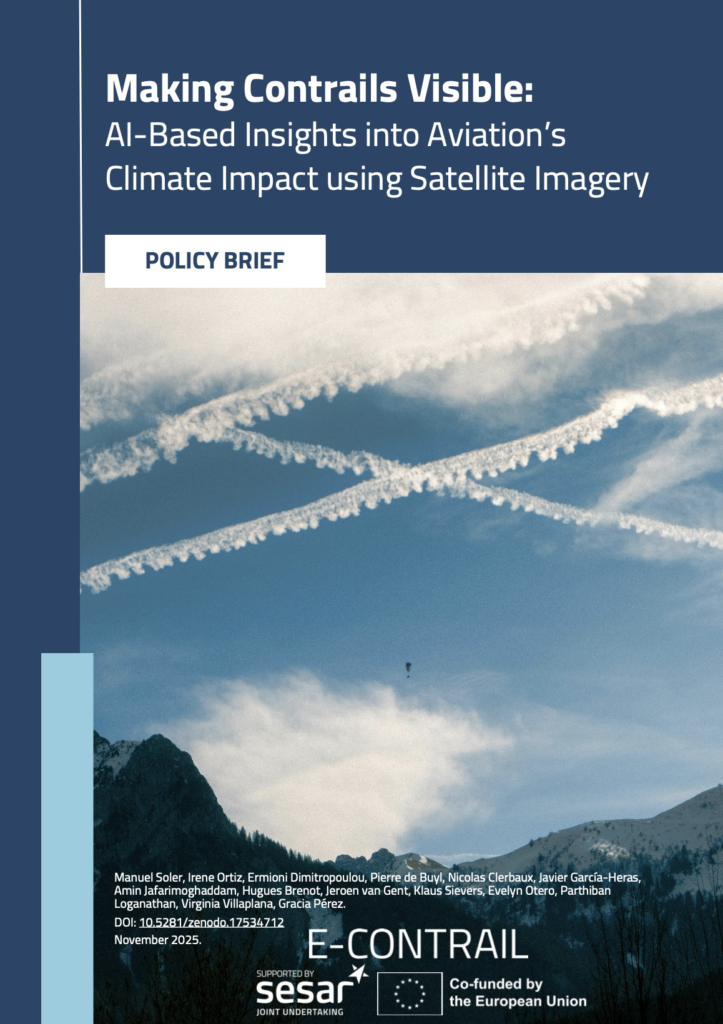 Making Contrails Visible:
AI-Based Insights into Aviation's
Climate Impact using Satellite Imagery
POLICY BRIEF
Manuel Soler, Irene Ortiz, Ermioni Dimitropoulou, Pierre de Buyl, Nicolas Clerbaux, Javier García-Heras,
Amin Jafarimoghaddam, Hugues Brenot, Jeroen van Gent, Klaus Sievers, Evelyn Otero, Parthiban
Loganathan, Virginia Villaplana, Gracia Pérez.
DOI: 10.5281/zenodo.17534712
November 2025.
E-CONTRAIL
SUPPORTED BY
sesar
JOINT UNDERTAKING
Co-funded by
the European Union